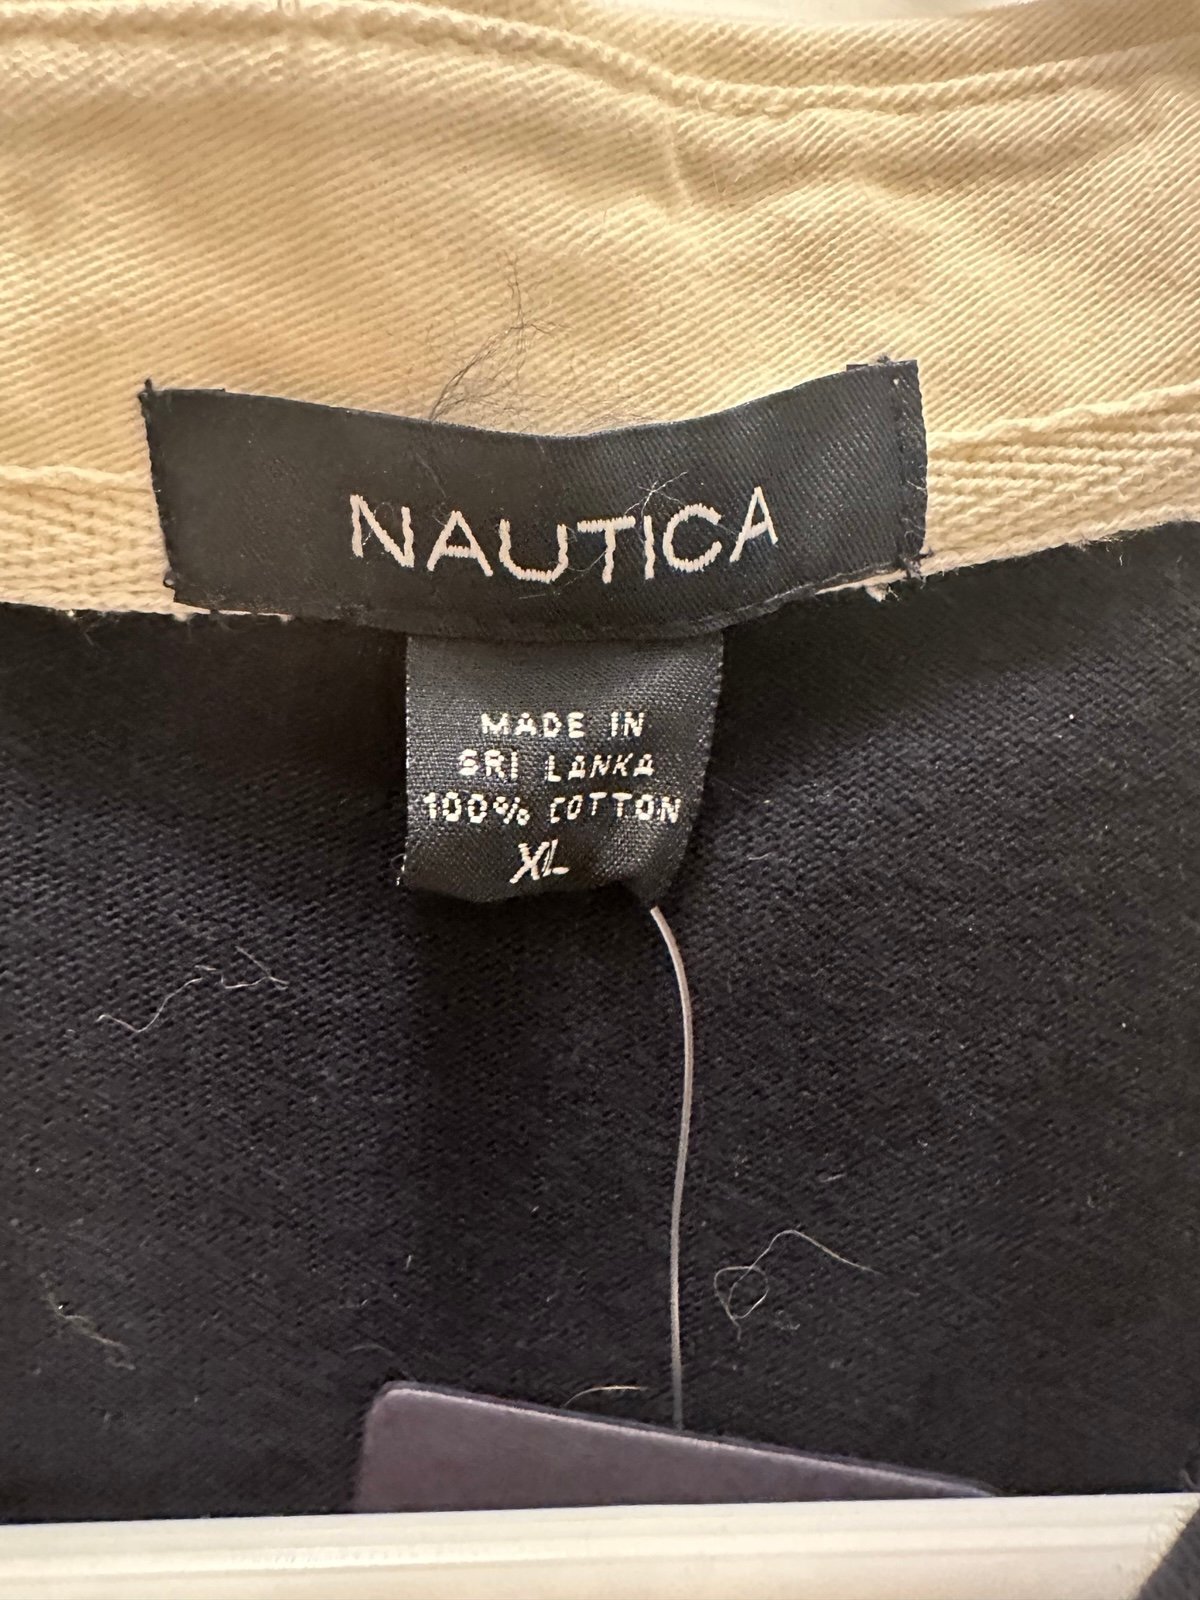 NAUTICA
MADE IN
SRI LANKA
100% COTTON
XL